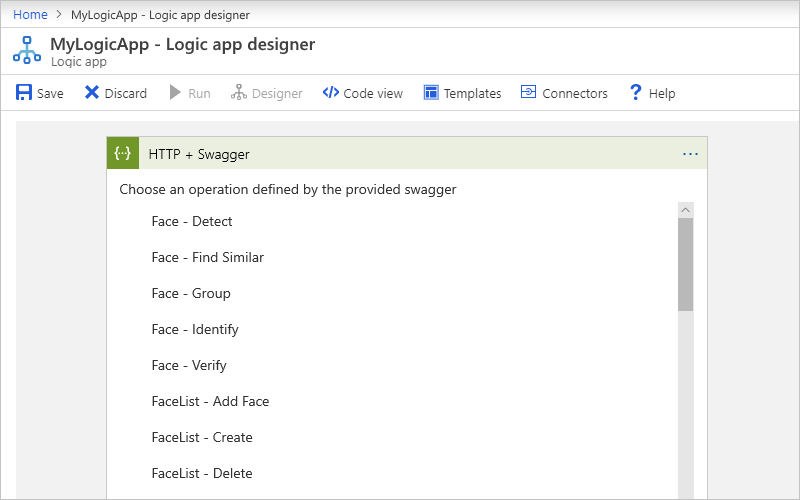 Home > MyLogicApp - Logic app designer
MyLogicApp - Logic app designer
Logic app
Save Discard Run Designer </> Code view Templates Connectors ? Help
{··} HTTP + Swagger ···
Choose an operation defined by the provided swagger
Face - Detect
Face - Find Similar
Face - Group
Face - Identify
Face - Verify
FaceList - Add Face
FaceList - Create
FaceList - Delete